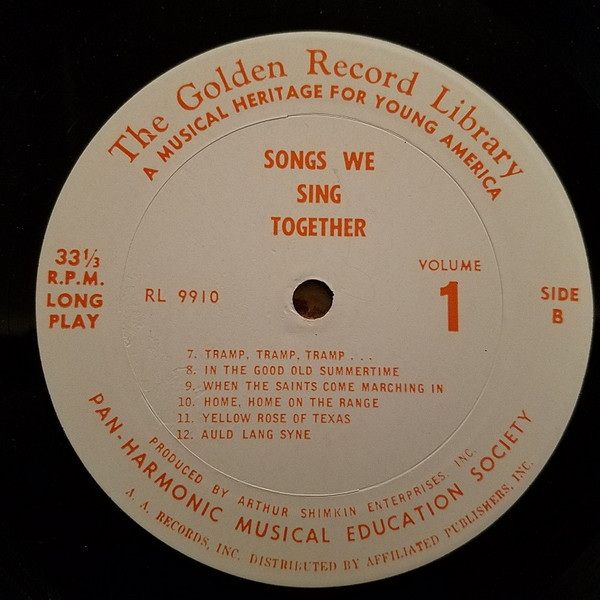 The Golden Record Library
A MUSICAL HERITAGE FOR YOUNG AMERICA
SONGS WE
SING
TOGETHER
33⅓
R.P.M.
LONG
PLAY
RL 9910
VOLUME
1
SIDE
B
7. TRAMP, TRAMP, TRAMP . . .
8. IN THE GOOD OLD SUMMERTIME
9. WHEN THE SAINTS COME MARCHING IN
10. HOME, HOME ON THE RANGE
11. YELLOW ROSE OF TEXAS
12. AULD LANG SYNE
PRODUCED BY ARTHUR SHIMKIN ENTERPRISES INC.
PAN-HARMONIC MUSICAL EDUCATION SOCIETY
A. A. RECORDS, INC. DISTRIBUTED BY AFFILIATED PUBLISHERS, INC.